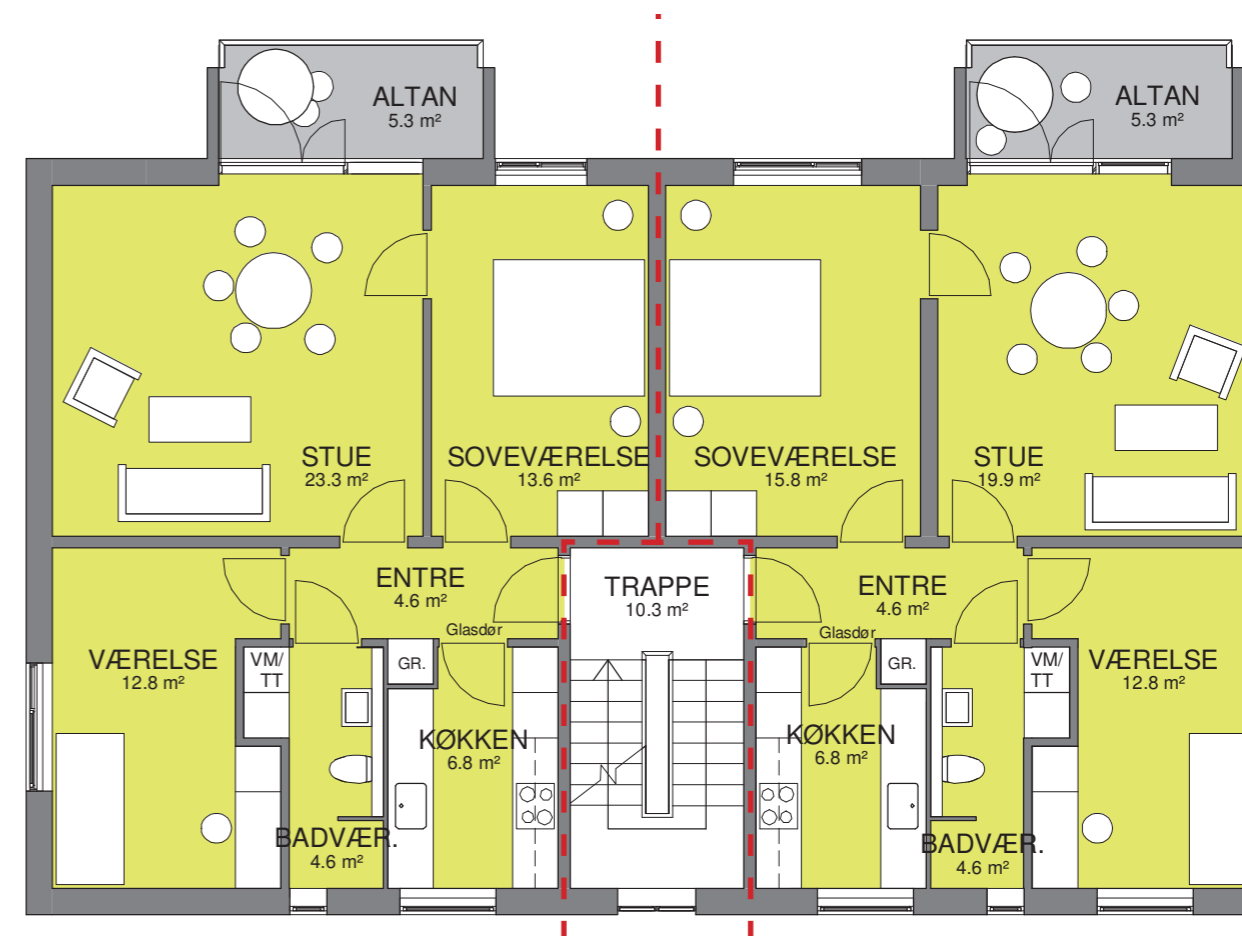 ALTAN
5.3 m²
ALTAN
5.3 m²
STUE
23.3 m²
SOVEVÆRELSE
13.6 m²
SOVEVÆRELSE
15.8 m²
STUE
19.9 m²
ENTRE
4.6 m²
TRAPPE
10.3 m²
ENTRE
4.6 m²
Glasdør
Glasdør
VÆRELSE
12.8 m²
VM/
TT
GR.
GR.
VM/
TT
VÆRELSE
12.8 m²
KØKKEN
6.8 m²
KØKKEN
6.8 m²
BADVÆR.
4.6 m²
BADVÆR.
4.6 m²